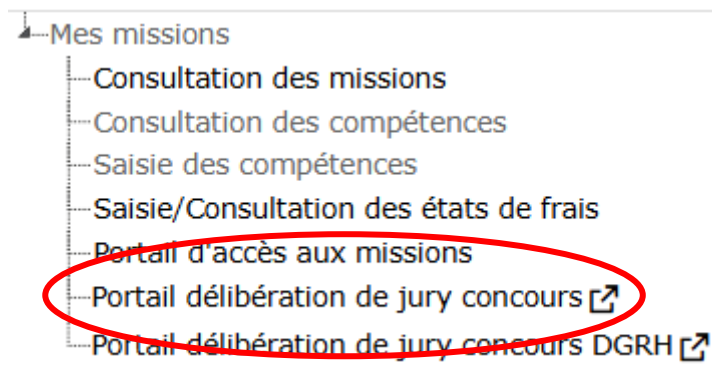 Mes missions
Consultation des missions
Consultation des compétences
Saisie des compétences
Saisie/Consultation des états de frais
Portail d'accès aux missions
Portail délibération de jury concours
Portail délibération de jury concours DGRH